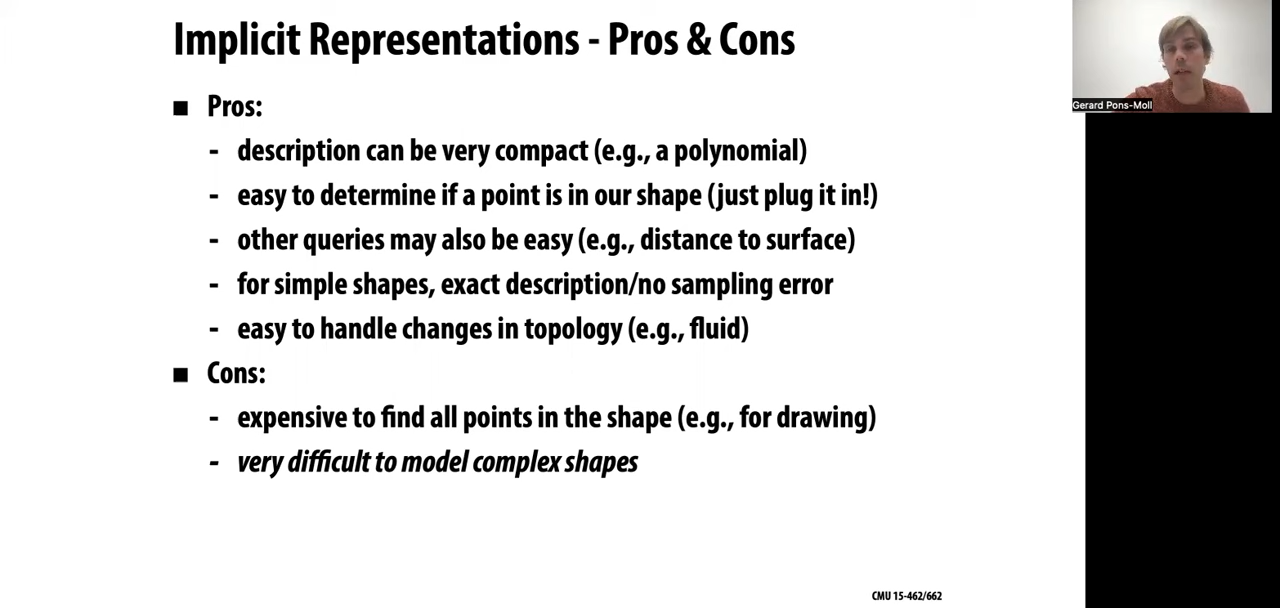 Implicit Representations - Pros & Cons
Gerard Pons-Moll
■ Pros:
- description can be very compact (e.g., a polynomial)
- easy to determine if a point is in our shape (just plug it in!)
- other queries may also be easy (e.g., distance to surface)
- for simple shapes, exact description/no sampling error
- easy to handle changes in topology (e.g., fluid)
■ Cons:
- expensive to find all points in the shape (e.g., for drawing)
- very difficult to model complex shapes
CMU 15-462/662